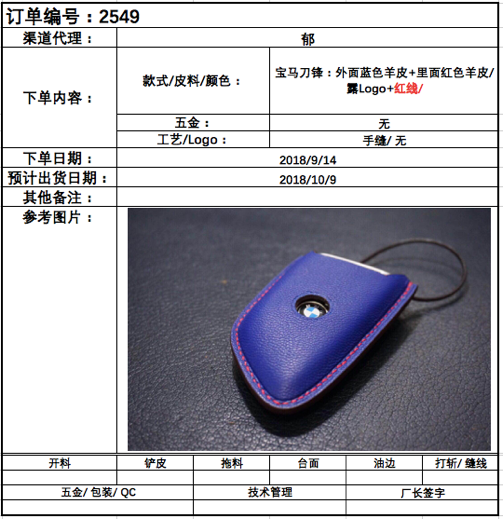 订单编号：2549
渠道代理： 郁
下单内容： 款式/皮料/颜色： 宝马刀锋：外面蓝色羊皮+里面红色羊皮/
露Logo+红线/
五金： 无
工艺/Logo： 手缝/ 无
下单日期： 2018/9/14
预计出货日期： 2018/10/9
其他备注：
参考图片：
开料 铲皮 拖料 台面 油边 打斩/ 缝线
五金/ 包装/ QC 技术管理 厂长签字